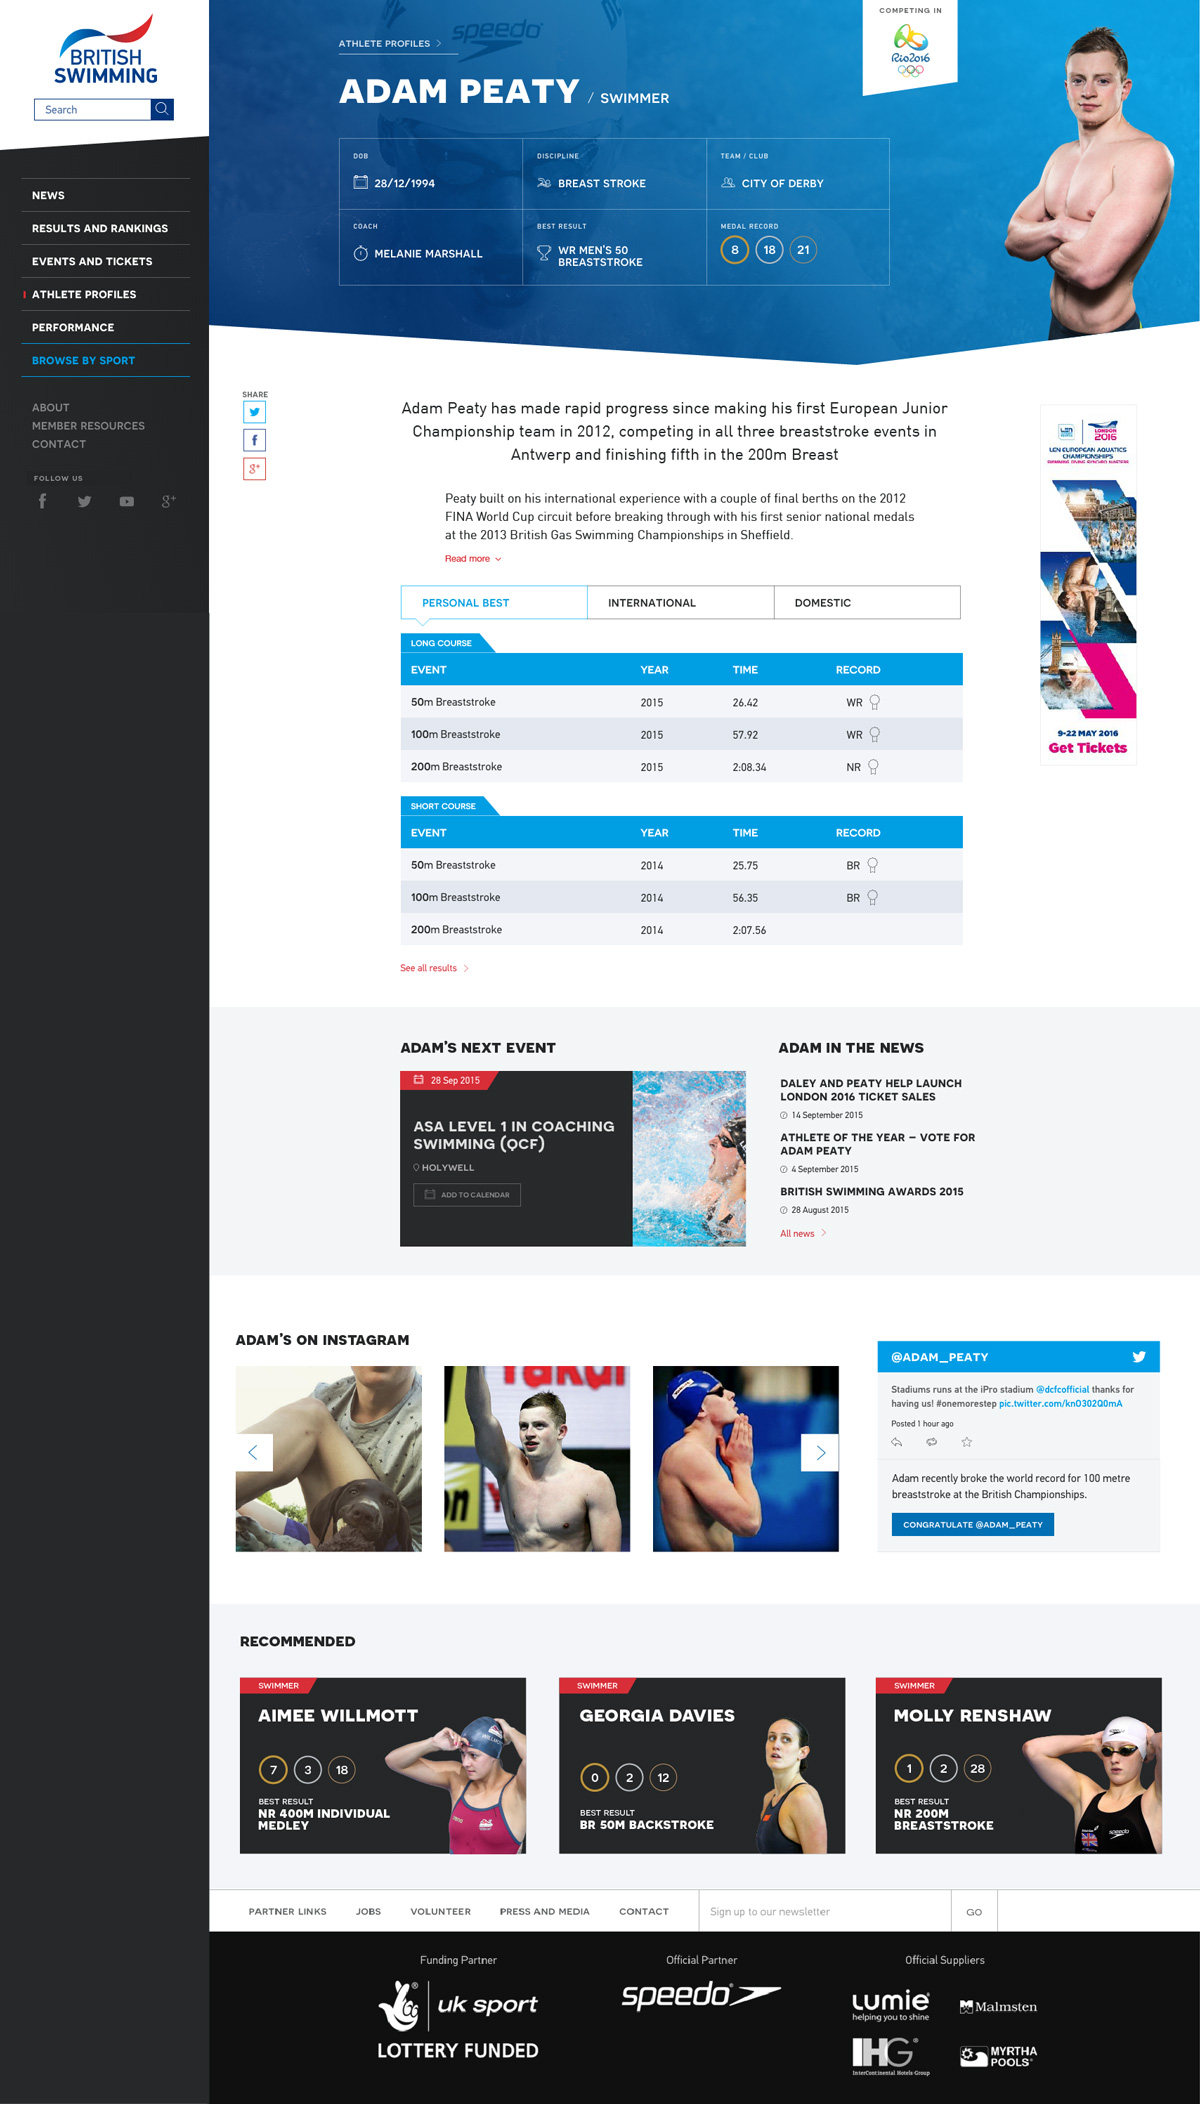 BRITISH
SWIMMING
Search
NEWS
RESULTS AND RANKINGS
EVENTS AND TICKETS
ATHLETE PROFILES
PERFORMANCE
BROWSE BY SPORT
ABOUT
MEMBER RESOURCES
CONTACT
FOLLOW US
speedo
ATHLETE PROFILES
COMPETING IN
Rio2016
ADAM PEATY / SWIMMER
DOB
28/12/1994
DISCIPLINE
BREAST STROKE
TEAM / CLUB
CITY OF DERBY
COACH
MELANIE MARSHALL
BEST RESULT
WR MEN'S 50
BREASTSTROKE
MEDAL RECORD
8 18 21
SHARE
Adam Peaty has made rapid progress since making his first European Junior
Championship team in 2012, competing in all three breaststroke events in
Antwerp and finishing fifth in the 200m Breast
Peaty built on his international experience with a couple of final berths on the 2012
FINA World Cup circuit before breaking through with his first senior national medals
at the 2013 British Gas Swimming Championships in Sheffield.
Read more
LEN
LONDON
2016
LEN EUROPEAN AQUATICS
CHAMPIONSHIPS
SWIMMING DIVING SYNCHRO MASTERS
9-22 MAY 2016
Get Tickets
PERSONAL BEST
INTERNATIONAL
DOMESTIC
LONG COURSE
EVENT YEAR TIME RECORD
50m Breaststroke 2015 26.42 WR
100m Breaststroke 2015 57.92 WR
200m Breaststroke 2015 2:08.34 NR
SHORT COURSE
EVENT YEAR TIME RECORD
50m Breaststroke 2014 25.75 BR
100m Breaststroke 2014 56.35 BR
200m Breaststroke 2014 2:07.56
See all results
ADAM'S NEXT EVENT
28 Sep 2015
ASA LEVEL 1 IN COACHING
SWIMMING (QCF)
HOLYWELL
ADD TO CALENDAR
ADAM IN THE NEWS
DALEY AND PEATY HELP LAUNCH
LONDON 2016 TICKET SALES
14 September 2015
ATHLETE OF THE YEAR – VOTE FOR
ADAM PEATY
4 September 2015
BRITISH SWIMMING AWARDS 2015
28 August 2015
All news
ADAM'S ON INSTAGRAM
@ADAM_PEATY
Stadiums runs at the iPro stadium @dcfcofficial thanks for
having us! #onemorestep pic.twitter.com/knO302Q0mA
Posted 1 hour ago
Adam recently broke the world record for 100 metre
breaststroke at the British Championships.
CONGRATULATE @ADAM_PEATY
RECOMMENDED
SWIMMER
AIMEE WILLMOTT
7 3 18
BEST RESULT
NR 400M INDIVIDUAL
MEDLEY
SWIMMER
GEORGIA DAVIES
0 2 12
BEST RESULT
BR 50M BACKSTROKE
SWIMMER
MOLLY RENSHAW
1 2 28
BEST RESULT
NR 200M
BREASTSTROKE
speedo
PARTNER LINKS
JOBS
VOLUNTEER
PRESS AND MEDIA
CONTACT
Sign up to our newsletter
GO
Funding Partner
uk sport
LOTTERY FUNDED
Official Partner
speedo
Official Suppliers
Lumie
helping you to shine
Malmsten
IHG
InterContinental Hotels Group
MYRTHA
POOLS